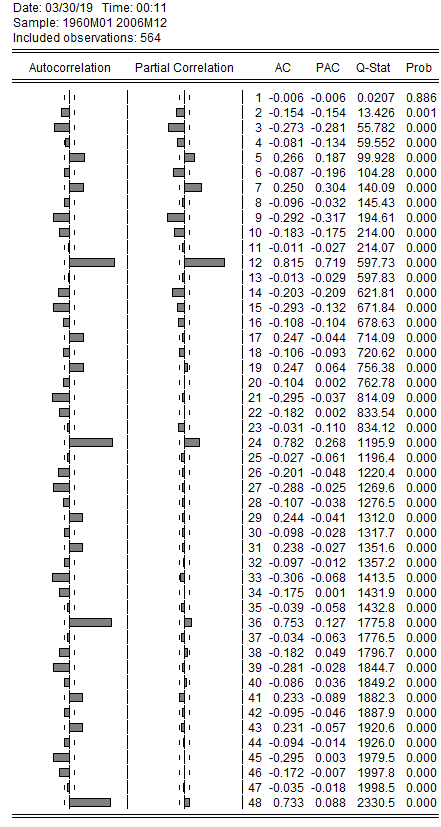 Date: 03/30/19 Time: 00:11
Sample: 1960M01 2006M12
Included observations: 564
Autocorrelation Partial Correlation AC PAC Q-Stat Prob
1 -0.006 -0.006 0.0207 0.886
2 -0.154 -0.154 13.426 0.001
3 -0.273 -0.281 55.782 0.000
4 -0.081 -0.134 59.552 0.000
5 0.266 0.187 99.928 0.000
6 -0.087 -0.196 104.28 0.000
7 0.250 0.304 140.09 0.000
8 -0.096 -0.032 145.43 0.000
9 -0.292 -0.317 194.61 0.000
10 -0.183 -0.175 214.00 0.000
11 -0.011 -0.027 214.07 0.000
12 0.815 0.719 597.73 0.000
13 -0.013 -0.029 597.83 0.000
14 -0.203 -0.209 621.81 0.000
15 -0.293 -0.132 671.84 0.000
16 -0.108 -0.104 678.63 0.000
17 0.247 -0.044 714.09 0.000
18 -0.106 -0.093 720.62 0.000
19 0.247 0.064 756.38 0.000
20 -0.104 0.002 762.78 0.000
21 -0.295 -0.037 814.09 0.000
22 -0.182 0.002 833.54 0.000
23 -0.031 -0.110 834.12 0.000
24 0.782 0.268 1195.9 0.000
25 -0.027 -0.061 1196.4 0.000
26 -0.201 -0.048 1220.4 0.000
27 -0.288 -0.025 1269.6 0.000
28 -0.107 -0.038 1276.5 0.000
29 0.244 -0.041 1312.0 0.000
30 -0.098 -0.028 1317.7 0.000
31 0.238 -0.027 1351.6 0.000
32 -0.097 -0.012 1357.2 0.000
33 -0.306 -0.068 1413.5 0.000
34 -0.175 0.001 1431.9 0.000
35 -0.039 -0.058 1432.8 0.000
36 0.753 0.127 1775.8 0.000
37 -0.034 -0.063 1776.5 0.000
38 -0.182 0.049 1796.7 0.000
39 -0.281 -0.028 1844.7 0.000
40 -0.086 0.036 1849.2 0.000
41 0.233 -0.089 1882.3 0.000
42 -0.095 -0.046 1887.9 0.000
43 0.231 -0.057 1920.6 0.000
44 -0.094 -0.014 1926.0 0.000
45 -0.295 0.003 1979.5 0.000
46 -0.172 -0.007 1997.8 0.000
47 -0.035 -0.018 1998.5 0.000
48 0.733 0.088 2330.5 0.000